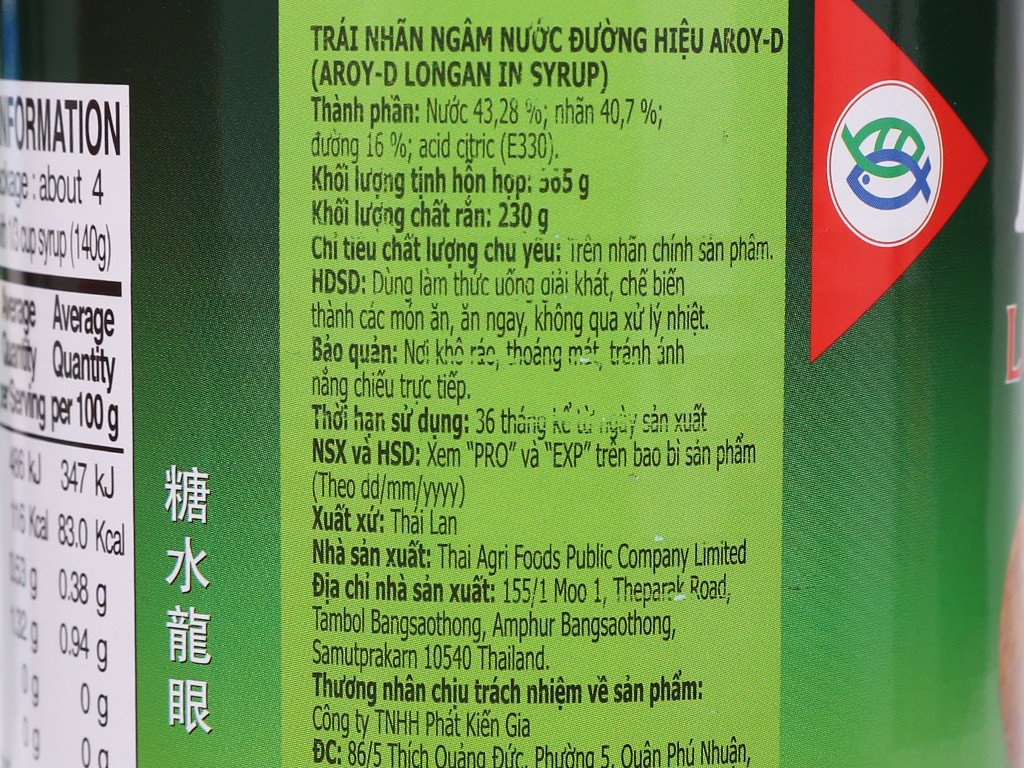 INFORMATION
about 4
cup syrup (140g)
Average Average
Quantity Quantity
per Serving per 100 g
kJ 347 kJ
Kcal 83.0 Kcal
g 0.38 g
g 0.94 g
0 g 0 g
0 g 0 g
糖
水
龍
眼
TRÁI NHÃN NGÂM NƯỚC ĐƯỜNG HIỆU AROY-D
(AROY-D LONGAN IN SYRUP)
Thành phần: Nước 43,28 %; nhãn 40,7 %;
đường 16 %; acid citric (E330).
Khối lượng tịnh hỗn hợp: 565 g
Khối lượng chất rắn: 230 g
Chỉ tiêu chất lượng chủ yếu: Trên nhãn chính sản phẩm.
HDSD: Dùng làm thức uống giải khát, chế biến
thành các món ăn, ăn ngay, không qua xử lý nhiệt.
Bảo quản: Nơi khô ráo, thoáng mát, tránh ánh
nắng chiếu trực tiếp.
Thời hạn sử dụng: 36 tháng kể từ ngày sản xuất
NSX và HSD: Xem “PRO” và “EXP” trên bao bì sản phẩm
(Theo dd/mm/yyyy)
Xuất xứ: Thái Lan
Nhà sản xuất: Thai Agri Foods Public Company Limited
Địa chỉ nhà sản xuất: 155/1 Moo 1, Theparak Road,
Tambol Bangsaothong, Amphur Bangsaothong,
Samutprakarn 10540 Thailand.
Thương nhân chịu trách nhiệm về sản phẩm:
Công ty TNHH Phát Kiến Gia
ĐC: 86/5 Thích Quảng Đức, Phường 5, Quận Phú Nhuận,
L